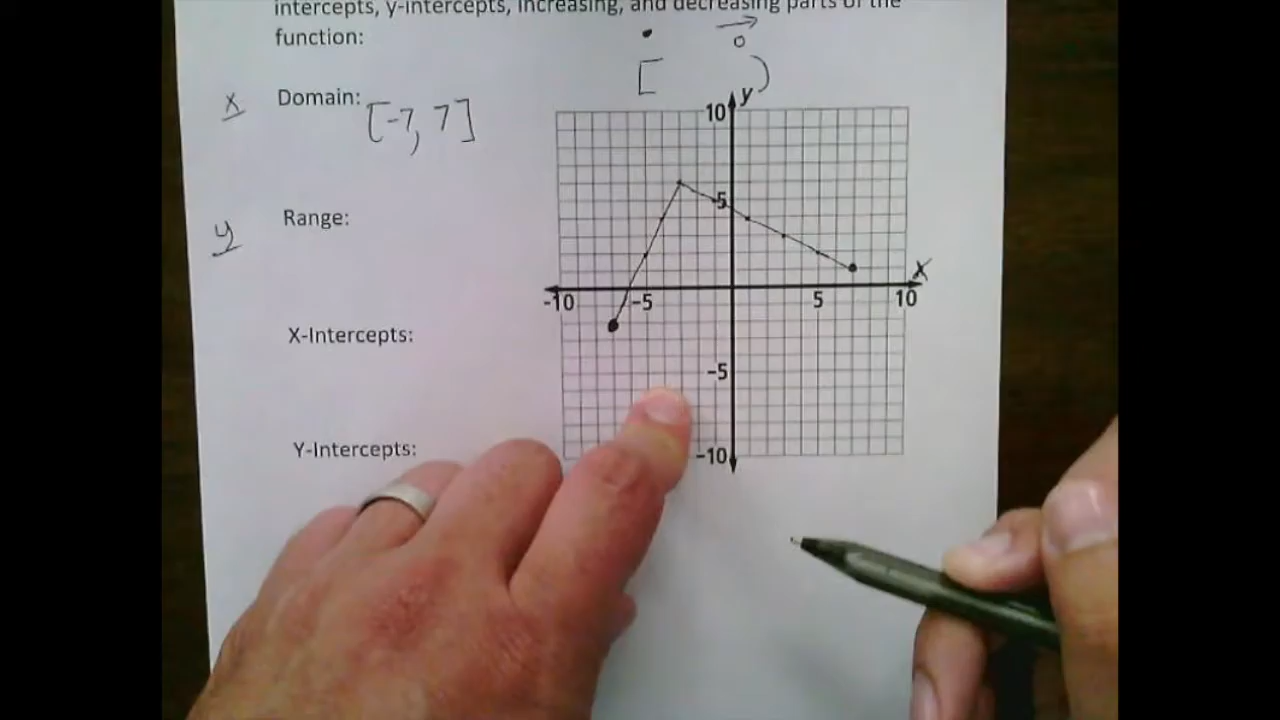 intercepts, y-intercepts, increasing, and decreasing parts of the
function:
[ )
x Domain: [-7, 7]
y Range:
X-Intercepts:
Y-Intercepts:
y
10
5
x
-10 -5 5 10
-5
-10